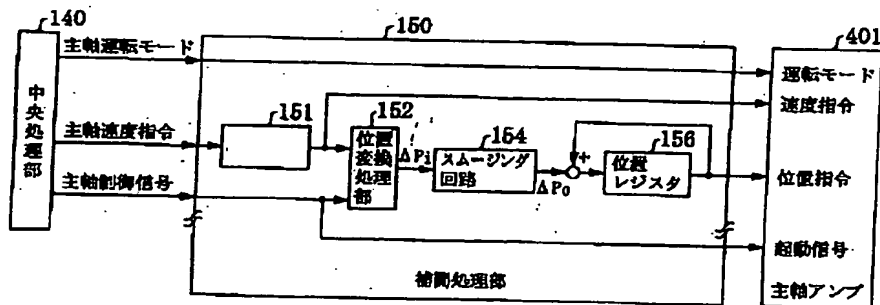 140
150
401
主軸運転モード
運転モード
中央処理部
主軸速度指令
151
152
位置
変換
処理
部
ΔPi
154
スムージング
回路
ΔPo
+
156
位置
レジスタ
速度指令
位置指令
主軸制御信号
起動信号
補間処理部
主軸アンプ